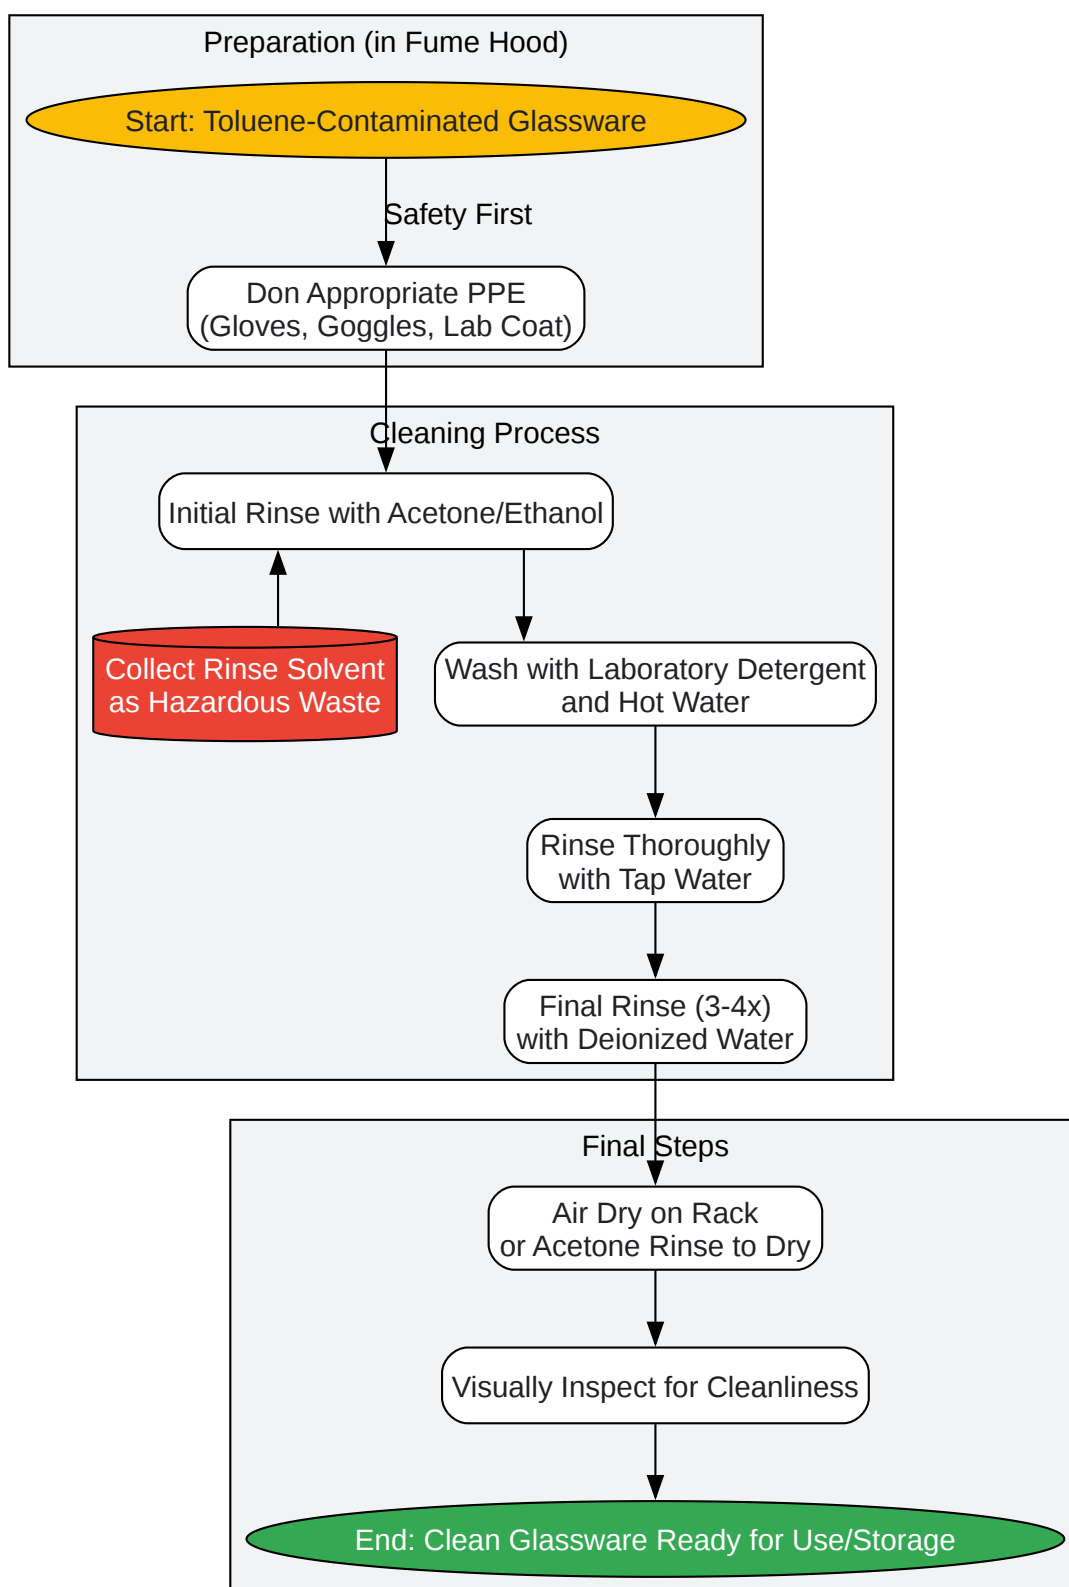 Preparation (in Fume Hood)
Start: Toluene-Contaminated Glassware
Safety First
Don Appropriate PPE
(Gloves, Goggles, Lab Coat)
Cleaning Process
Initial Rinse with Acetone/Ethanol
Collect Rinse Solvent
as Hazardous Waste
Wash with Laboratory Detergent
and Hot Water
Rinse Thoroughly
with Tap Water
Final Rinse (3-4x)
with Deionized Water
Final Steps
Air Dry on Rack
or Acetone Rinse to Dry
Visually Inspect for Cleanliness
End: Clean Glassware Ready for Use/Storage